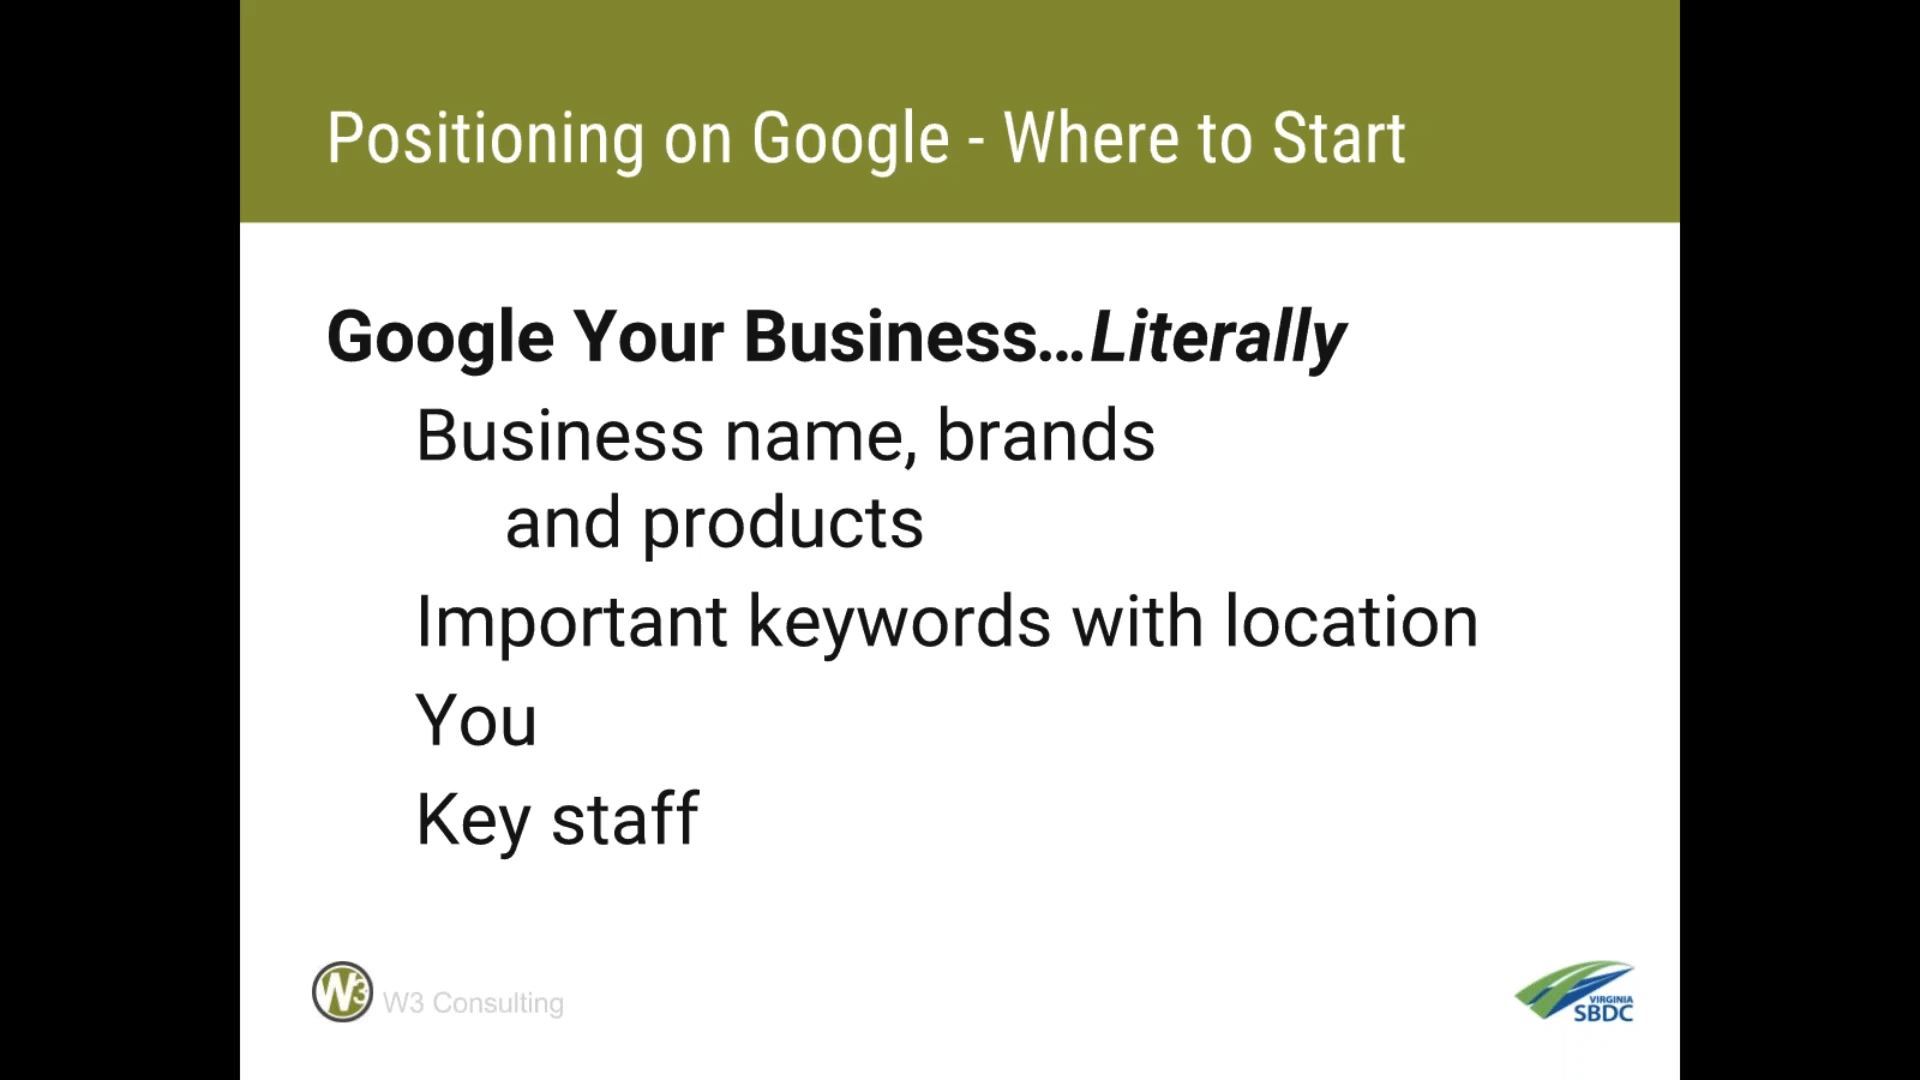 Positioning on Google - Where to Start
Google Your Business…Literally
Business name, brands
and products
Important keywords with location
You
Key staff
W3
W3 Consulting
VIRGINIA
SBDC